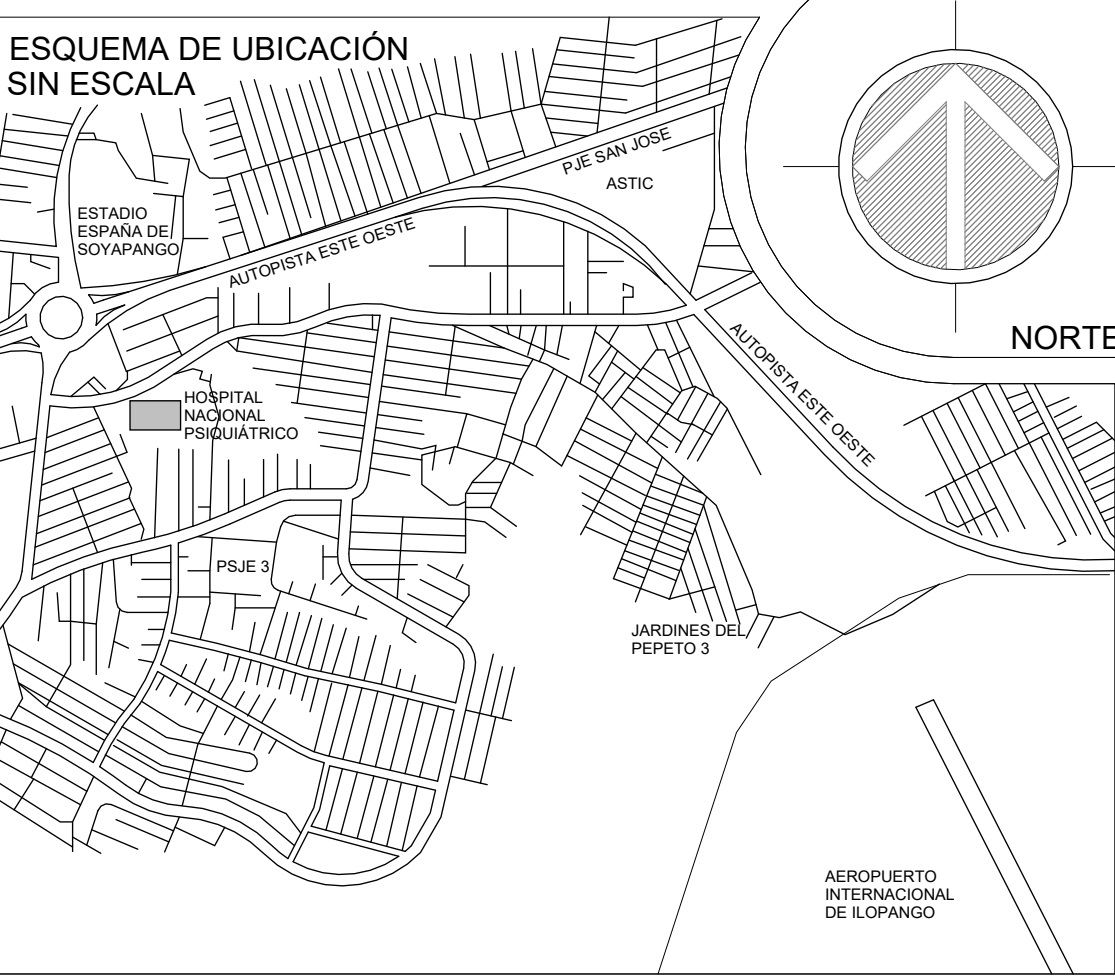 ESQUEMA DE UBICACIÓN
SIN ESCALA
PJE SAN JOSE
ASTIC
ESTADIO
ESPAÑA DE
SOYAPANGO
AUTOPISTA ESTE OESTE
NORTE
AUTOPISTA ESTE OESTE
HOSPITAL
NACIONAL
PSIQUIÁTRICO
PSJE 3
JARDINES DEL
PEPETO 3
AEROPUERTO
INTERNACIONAL
DE ILOPANGO